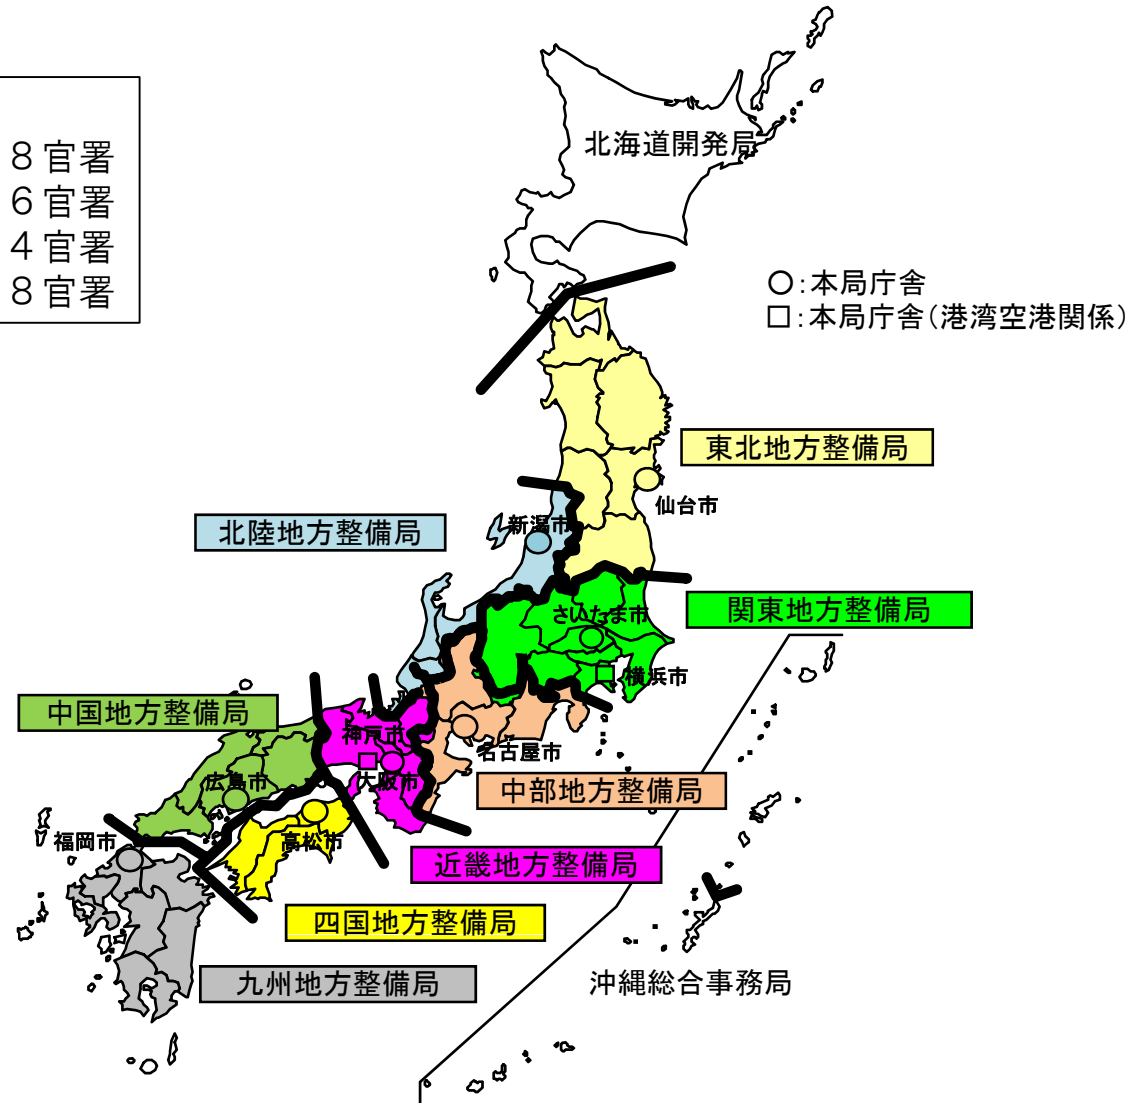 ８官署
６官署
４官署
８官署
北海道開発局
○：本局庁舎
□：本局庁舎（港湾空港関係）
東北地方整備局
仙台市
北陸地方整備局
新潟市
関東地方整備局
さいたま市
横浜市
中国地方整備局
神戸市
名古屋市
広島市
大阪市
中部地方整備局
福岡市
高松市
近畿地方整備局
四国地方整備局
九州地方整備局
沖縄総合事務局